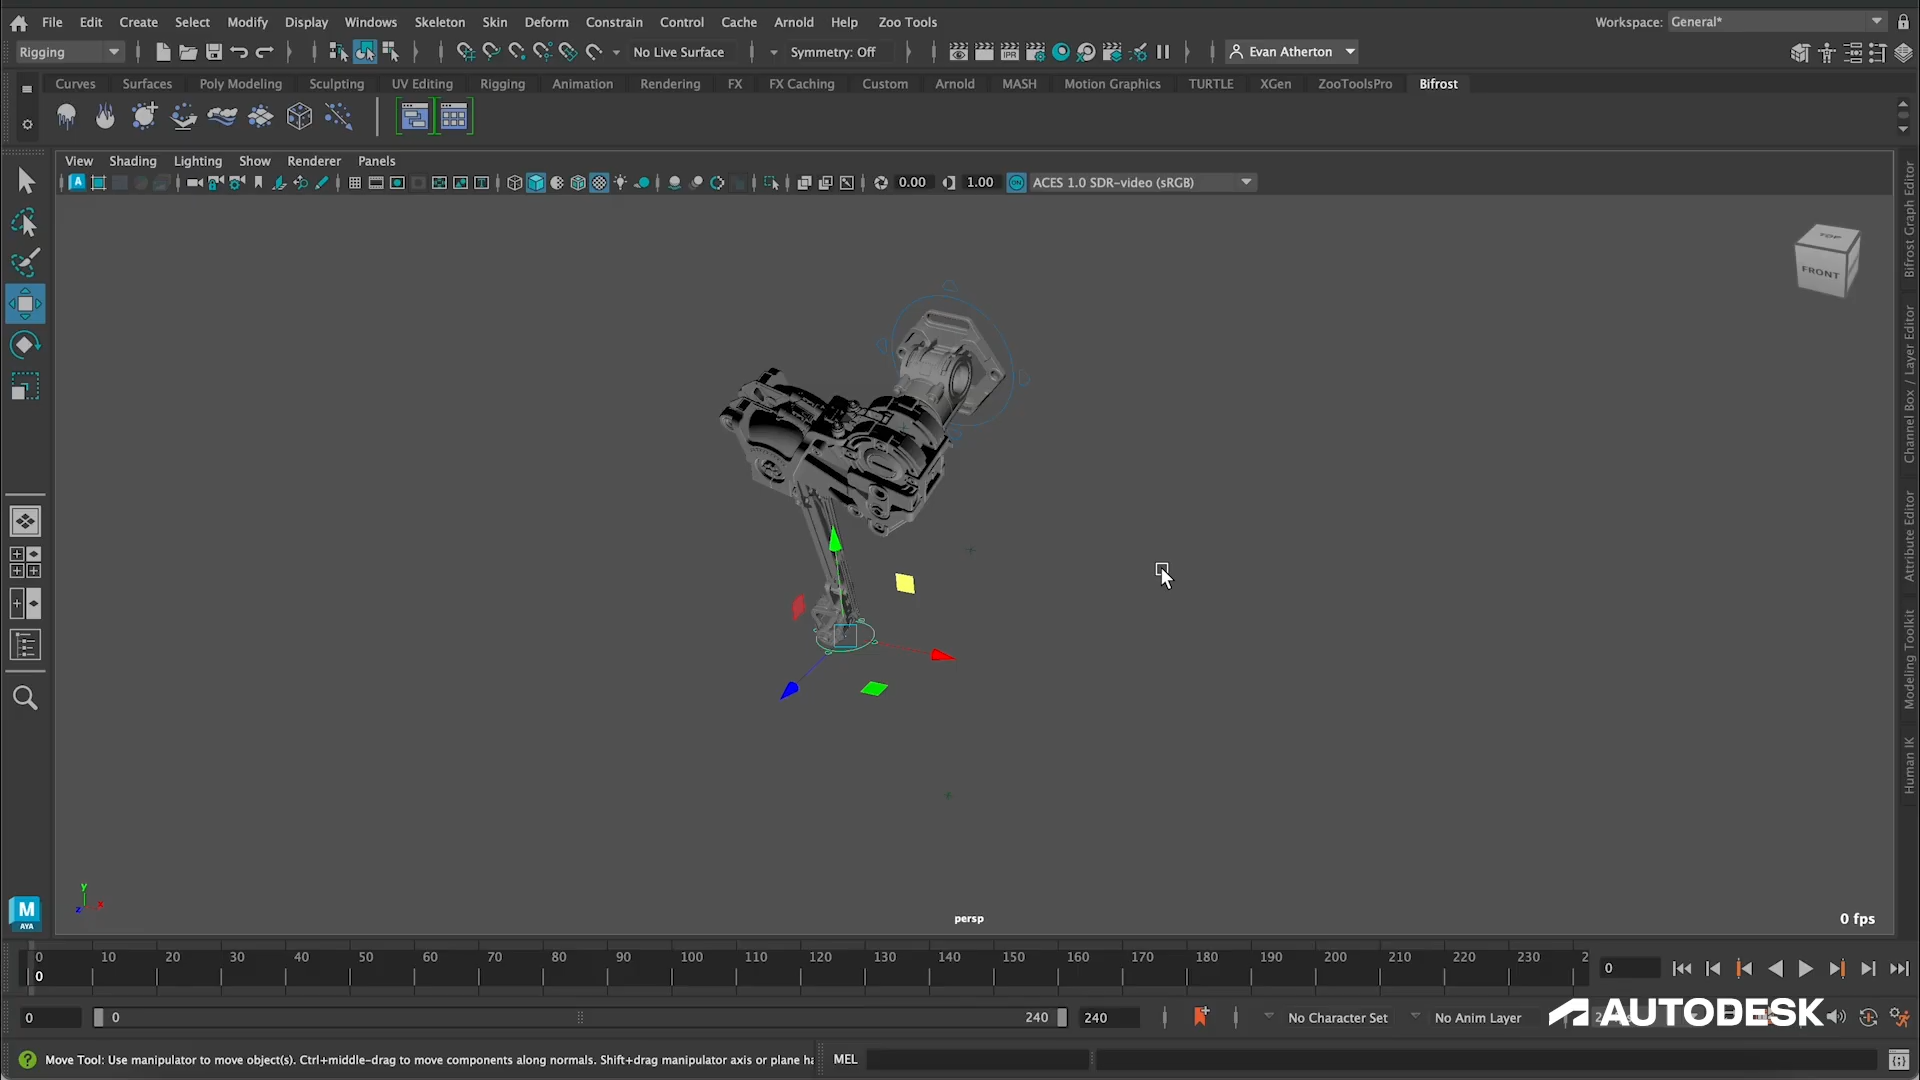 File Edit Create Select Modify Display Windows Skeleton Skin Deform Constrain Control Cache Arnold Help Zoo Tools Workspace: General*
Rigging No Live Surface Symmetry: Off IPR Evan Atherton
Curves Surfaces Poly Modeling Sculpting UV Editing Rigging Animation Rendering FX FX Caching Custom Arnold MASH Motion Graphics TURTLE XGen ZooToolsPro Bifrost
View Shading Lighting Show Renderer Panels
A 0.00 1.00 ON ACES 1.0 SDR-video (sRGB)
TOP
FRONT
Bifrost Graph Editor
Channel Box / Layer Editor
Attribute Editor
Modeling Toolkit
Human IK
M
AYA
y
z x
persp
0 fps
0 10 20 30 40 50 60 70 80 90 100 110 120 130 140 150 160 170 180 190 200 210 220 230 2
0
0
0 0 240 240 No Character Set No Anim Layer
AUTODESK
Move Tool: Use manipulator to move object(s). Ctrl+middle-drag to move components along normals. Shift+drag manipulator axis or plane ha
MEL